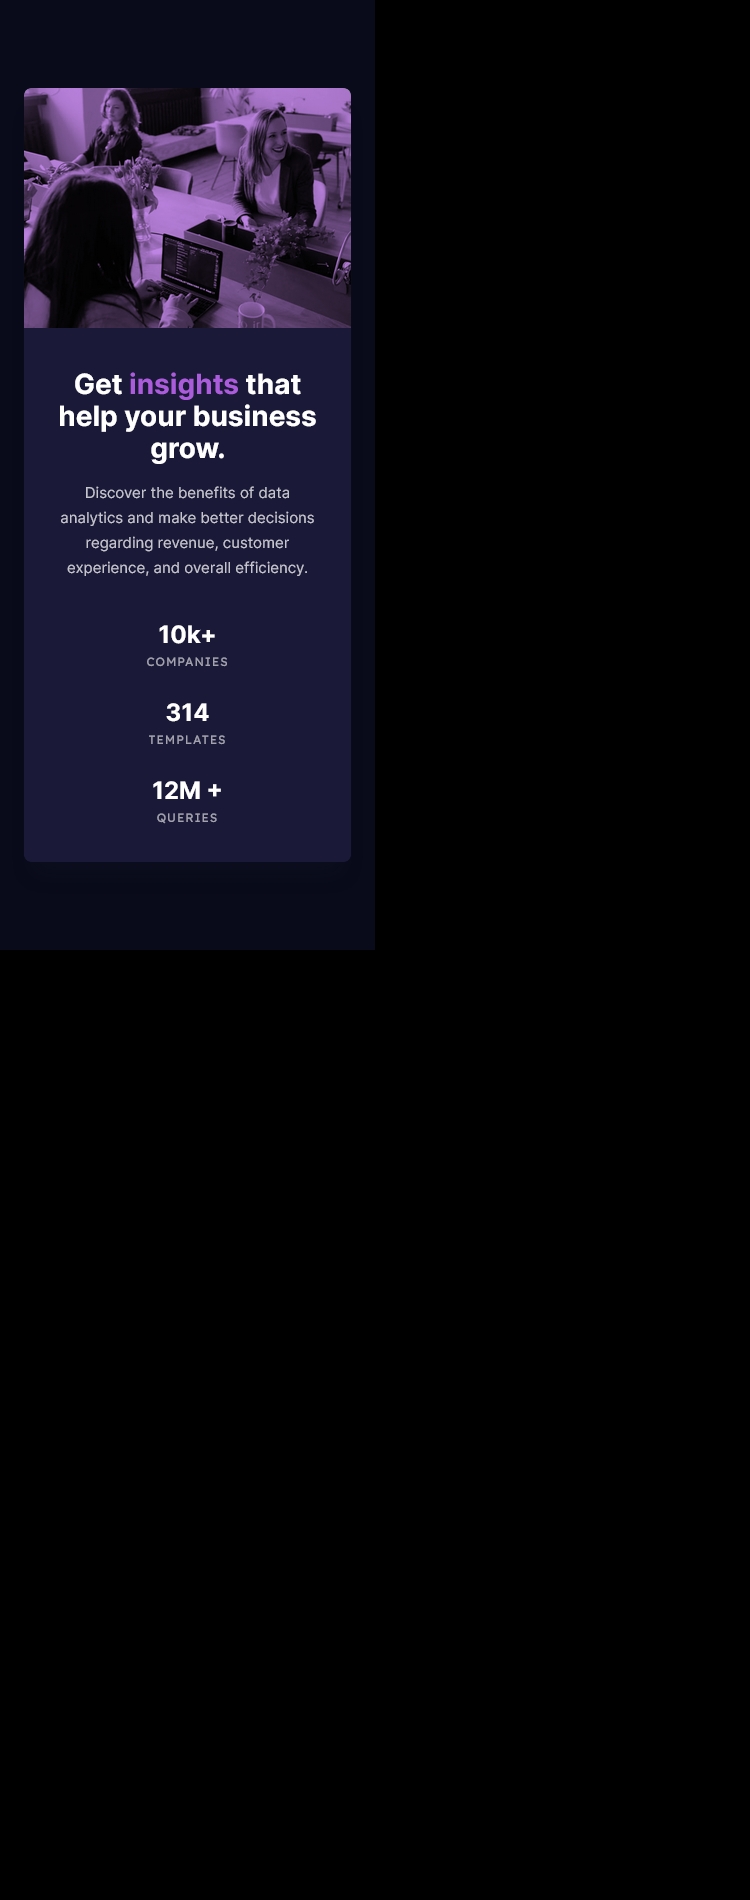 Get insights that
help your business
grow.
Discover the benefits of data
analytics and make better decisions
regarding revenue, customer
experience, and overall efficiency.
10k+
COMPANIES
314
TEMPLATES
12M +
QUERIES